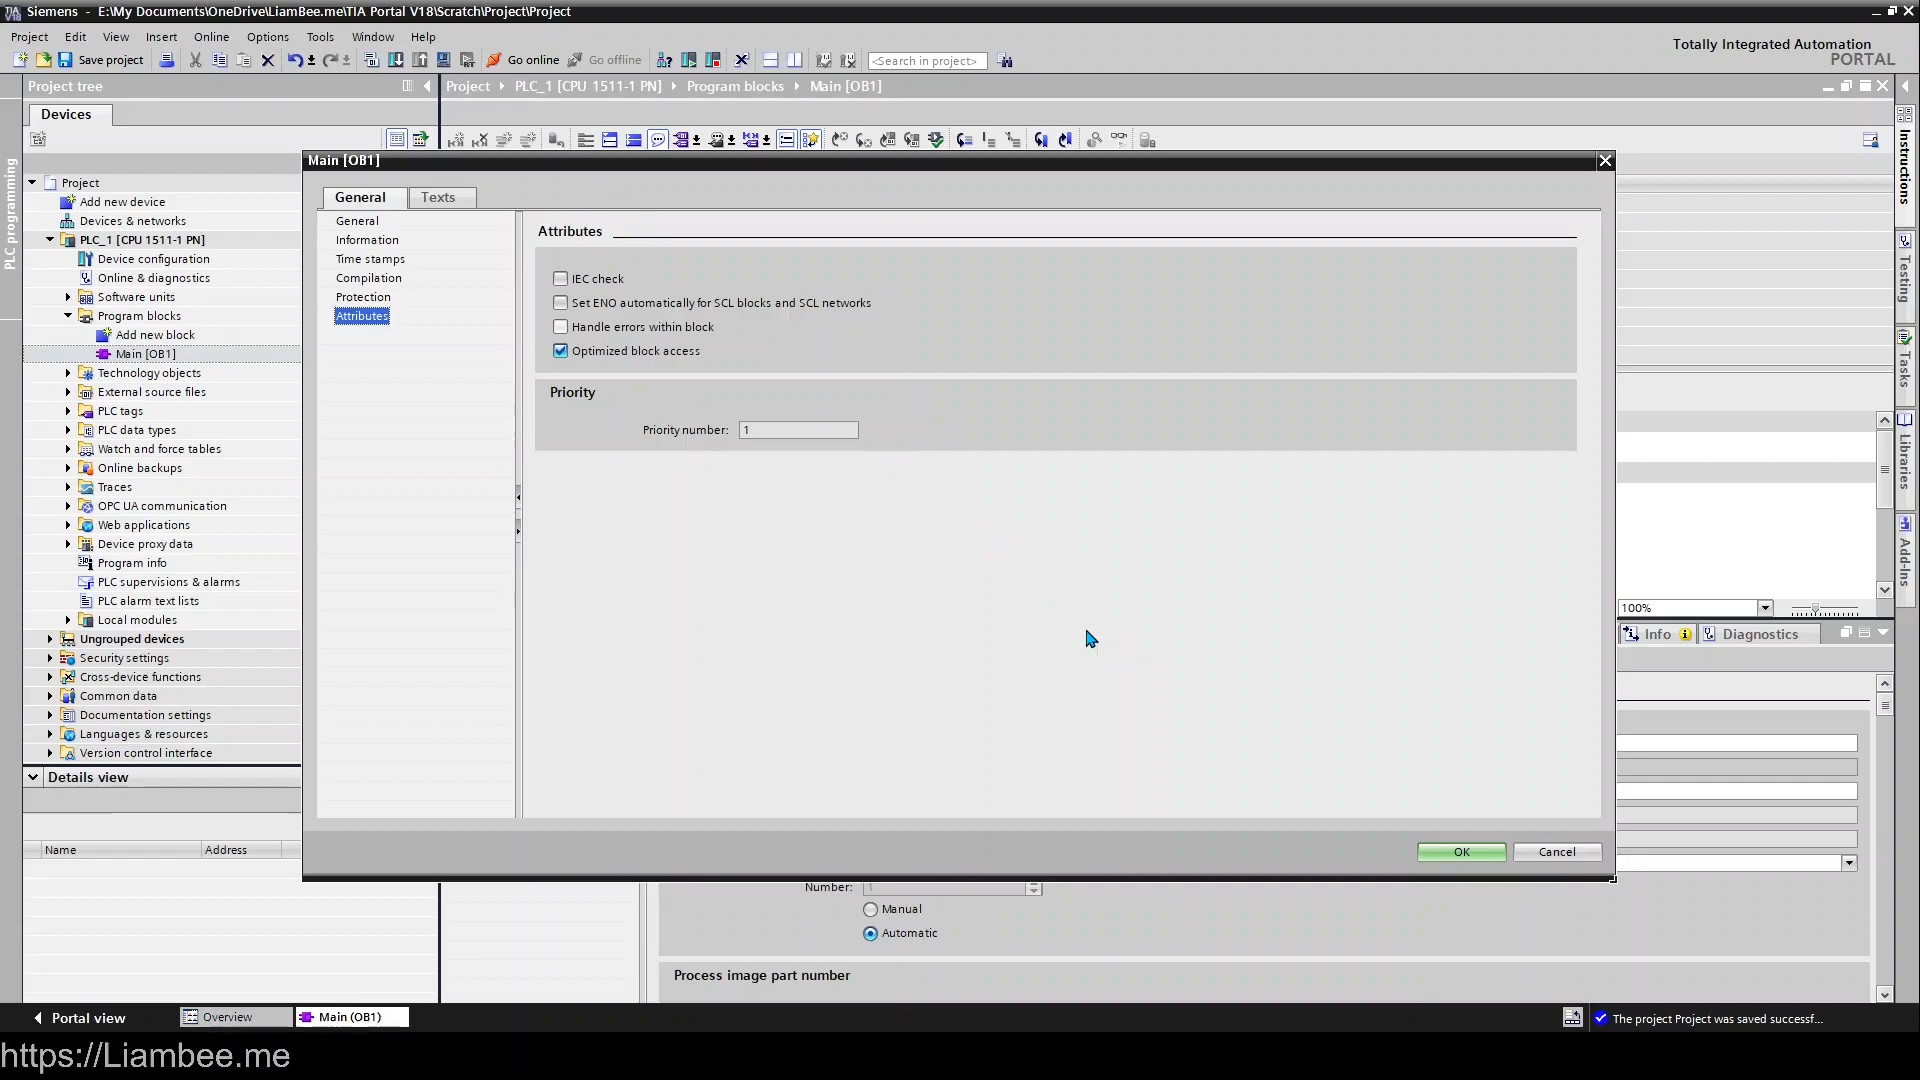 Siemens - E:\My Documents\OneDrive\LiamBee.me\TIA Portal V18\Scratch\Project\Project
Project Edit View Insert Online Options Tools Window Help
Totally Integrated Automation
PORTAL
Save project
Go online
Go offline
<Search in project>
Project tree
Project PLC_1 [CPU 1511-1 PN] Program blocks Main [OB1]
Devices
PLC programming
Project
Add new device
Devices & networks
PLC_1 [CPU 1511-1 PN]
Device configuration
Online & diagnostics
Software units
Program blocks
Add new block
Main [OB1]
Technology objects
External source files
PLC tags
PLC data types
Watch and force tables
Online backups
Traces
OPC UA communication
Web applications
Device proxy data
Program info
PLC supervisions & alarms
PLC alarm text lists
Local modules
Ungrouped devices
Security settings
Cross-device functions
Common data
Documentation settings
Languages & resources
Version control interface
Details view
Name Address
Main [OB1]
General Texts
General
Information
Time stamps
Compilation
Protection
Attributes
Attributes
IEC check
Set ENO automatically for SCL blocks and SCL networks
Handle errors within block
Optimized block access
Priority
Priority number: 1
OK Cancel
Instructions
Testing
Tasks
Libraries
Add-Ins
100%
Info Diagnostics
Number: 1
Manual
Automatic
Process image part number
Portal view Overview Main (OB1)
The project Project was saved successf...
https://Liambee.me